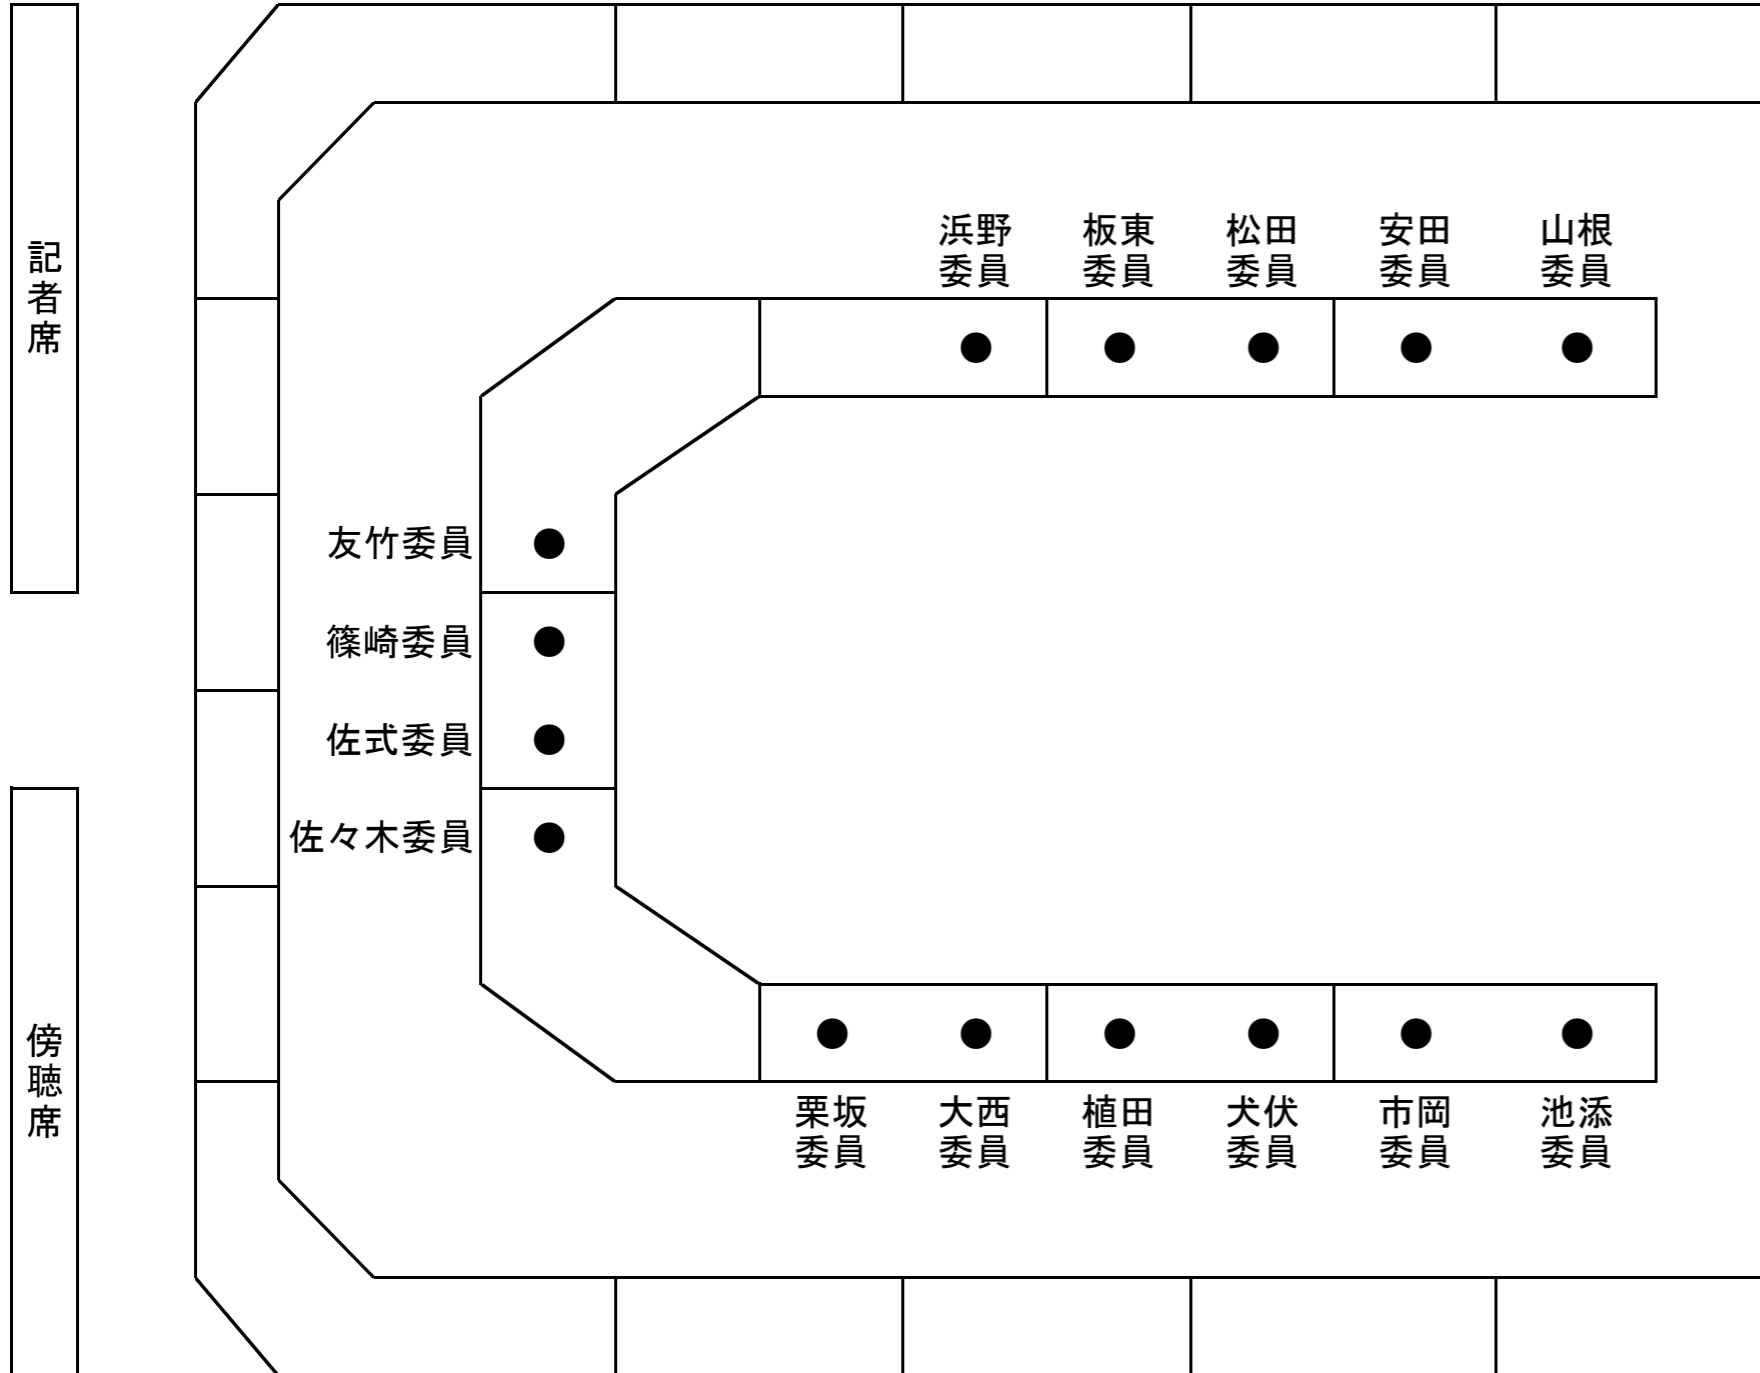 浜野
委員
板東
委員
松田
委員
安田
委員
山根
委員
記者席
友竹委員
篠崎委員
佐式委員
佐々木委員
傍聴席
栗坂
委員
大西
委員
植田
委員
犬伏
委員
市岡
委員
池添
委員